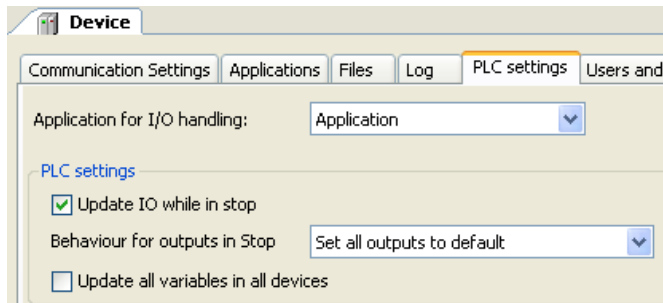 Device
Communication Settings Applications Files Log PLC settings Users and
Application for I/O handling: Application
PLC settings
Update IO while in stop
Behaviour for outputs in Stop Set all outputs to default
Update all variables in all devices